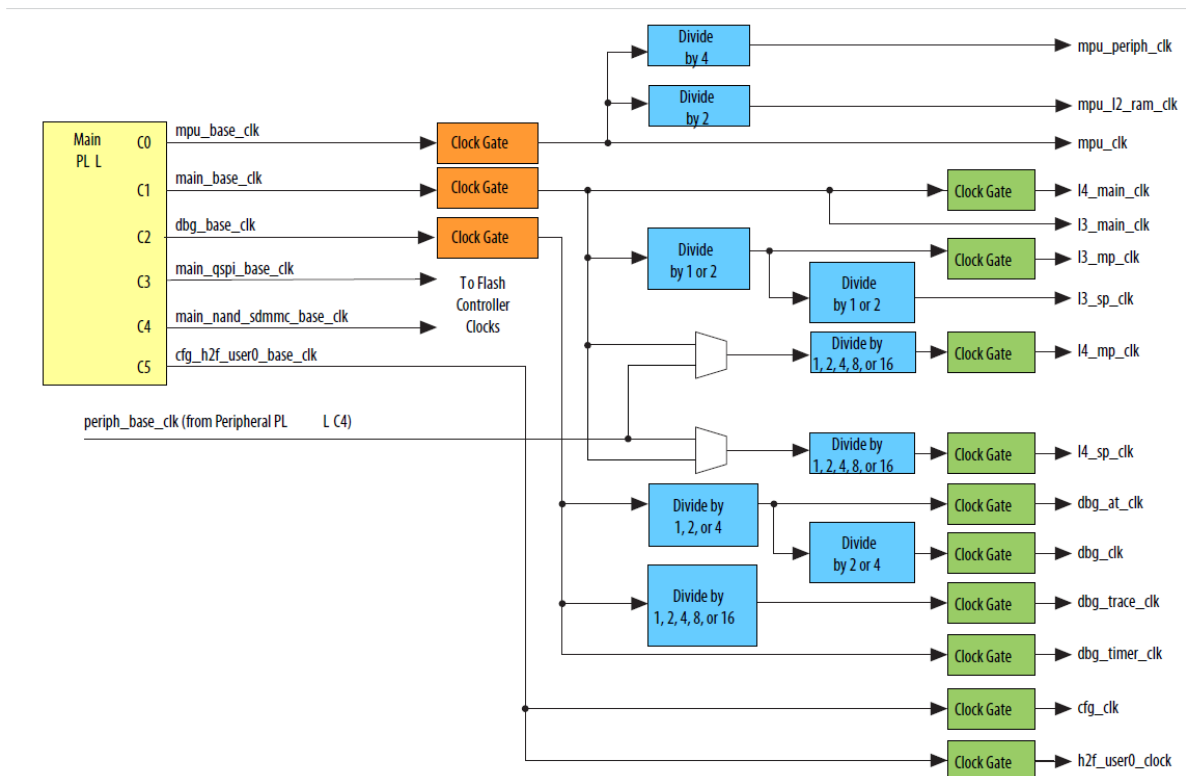 Divide
by 4
mpu_periph_clk
Divide
by 2
mpu_l2_ram_clk
Main
PL L
C0
mpu_base_clk
Clock Gate
mpu_clk
C1
main_base_clk
Clock Gate
Clock Gate
l4_main_clk
l3_main_clk
C2
dbg_base_clk
Clock Gate
Divide
by 1 or 2
Clock Gate
l3_mp_clk
C3
main_qspi_base_clk
To Flash
Controller
Clocks
Divide
by 1 or 2
l3_sp_clk
C4
main_nand_sdmmc_base_clk
C5
cfg_h2f_user0_base_clk
Divide by
1, 2, 4, 8, or 16
Clock Gate
l4_mp_clk
periph_base_clk (from Peripheral PL L C4)
Divide by
1, 2, 4, 8, or 16
Clock Gate
l4_sp_clk
Divide by
1, 2, or 4
Clock Gate
dbg_at_clk
Divide
by 2 or 4
Clock Gate
dbg_clk
Divide by
1, 2, 4, 8, or 16
Clock Gate
dbg_trace_clk
Clock Gate
dbg_timer_clk
Clock Gate
cfg_clk
Clock Gate
h2f_user0_clock